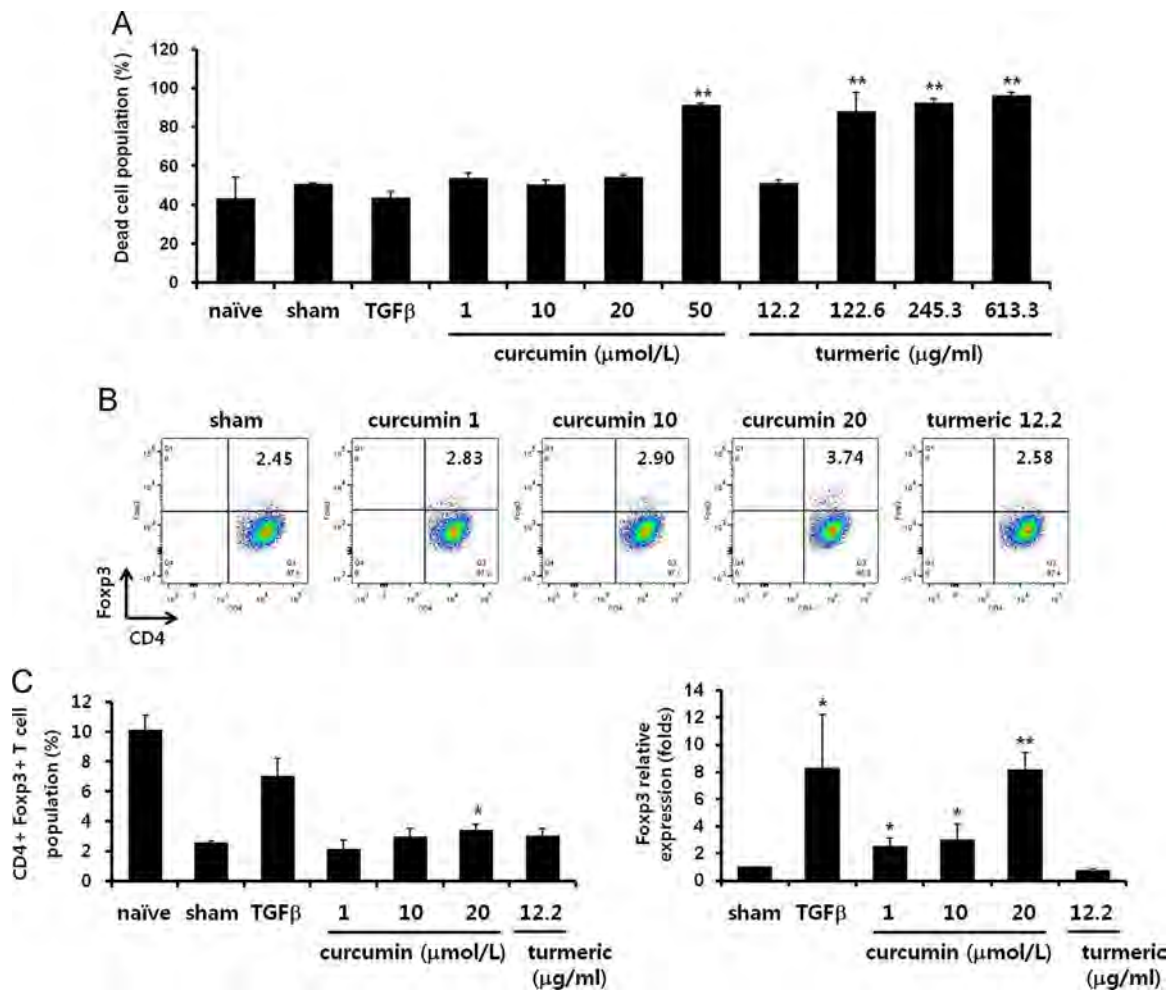 A
120
100
80
60
40
20
0
Dead cell population (%)
** ** ** **
naïve sham TGFβ 1 10 20 50 12.2 122.6 245.3 613.3
curcumin (μmol/L) turmeric (μg/ml)
B
sham curcumin 1 curcumin 10 curcumin 20 turmeric 12.2
2.45 2.83 2.90 3.74 2.58
Foxp3
CD4
C
12
10
8
6
4
2
0
CD4+ Foxp3+ T cell
population (%)
*
naïve sham TGFβ 1 10 20 12.2
curcumin (μmol/L) turmeric
(μg/ml)
14
12
10
8
6
4
2
0
Foxp3 relative
expression (folds)
* * * **
sham TGFβ 1 10 20 12.2
curcumin (μmol/L) turmeric
(μg/ml)